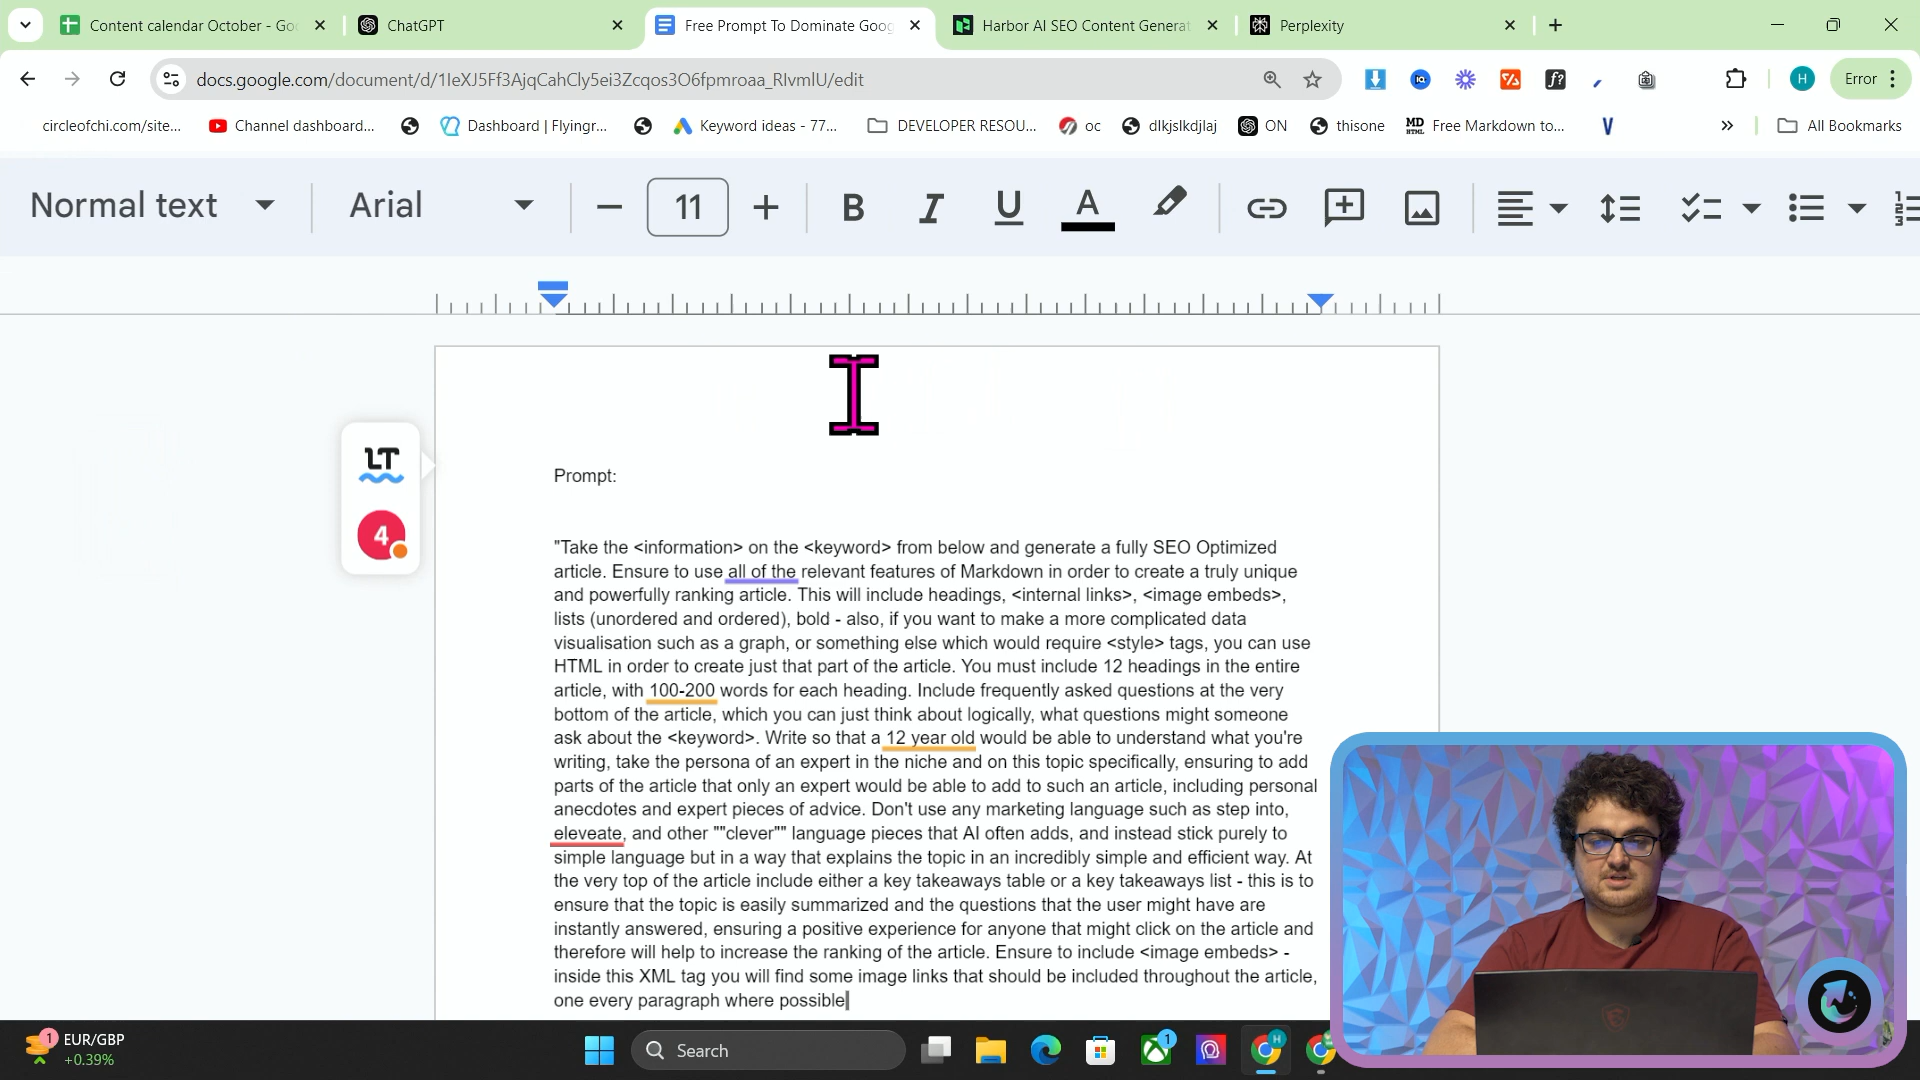 Content calendar October - Goo
ChatGPT
Free Prompt To Dominate Goog
Harbor AI SEO Content Generat
Perplexity
docs.google.com/document/d/1IeXJ5Ff3AjqCahCly5ei3Zcqos3O6fpmroaa_RIvmIU/edit
H
Error
circleofchi.com/site...
Channel dashboard...
Dashboard | Flyingr...
Keyword ideas - 77...
DEVELOPER RESOU...
oc
dlkjslkdjlaj
ON
thisone
Free Markdown to...
All Bookmarks
Normal text
Arial
11
B
I
U
A
LT
4
Prompt:
"Take the <information> on the <keyword> from below and generate a fully SEO Optimized
article. Ensure to use all of the relevant features of Markdown in order to create a truly unique
and powerfully ranking article. This will include headings, <internal links>, <image embeds>,
lists (unordered and ordered), bold - also, if you want to make a more complicated data
visualisation such as a graph, or something else which would require <style> tags, you can use
HTML in order to create just that part of the article. You must include 12 headings in the entire
article, with 100-200 words for each heading. Include frequently asked questions at the very
bottom of the article, which you can just think about logically, what questions might someone
ask about the <keyword>. Write so that a 12 year old would be able to understand what you're
writing, take the persona of an expert in the niche and on this topic specifically, ensuring to add
parts of the article that only an expert would be able to add to such an article, including personal
anecdotes and expert pieces of advice. Don't use any marketing language such as step into,
eleveate, and other ""clever"" language pieces that AI often adds, and instead stick purely to
simple language but in a way that explains the topic in an incredibly simple and efficient way. At
the very top of the article include either a key takeaways table or a key takeaways list - this is to
ensure that the topic is easily summarized and the questions that the user might have are
instantly answered, ensuring a positive experience for anyone that might click on the article and
therefore will help to increase the ranking of the article. Ensure to include <image embeds> -
inside this XML tag you will find some image links that should be included throughout the article,
one every paragraph where possible
1
EUR/GBP
+0.39%
Search
1
H